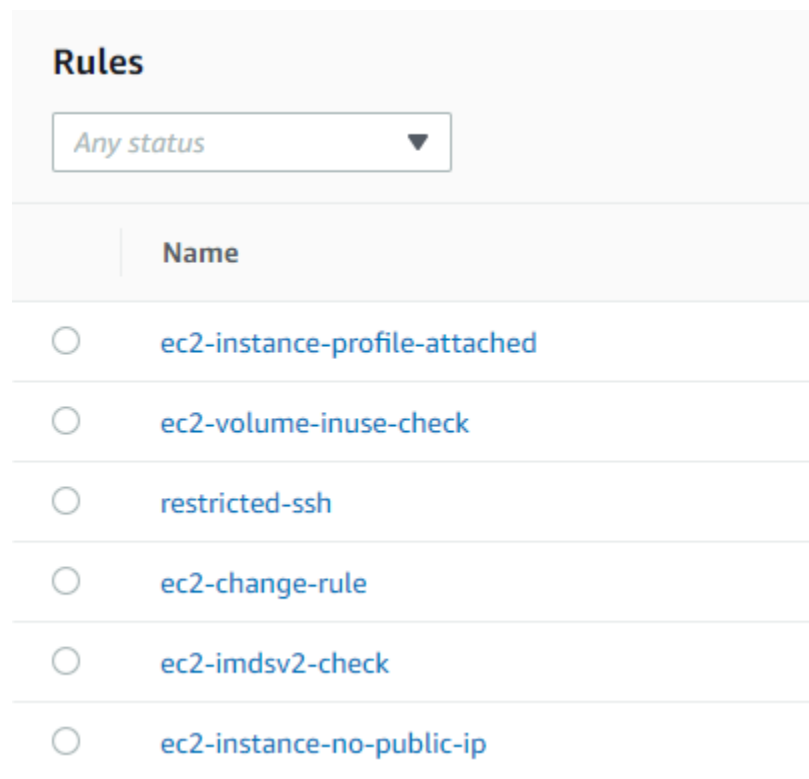 Rules
Any status
Name
ec2-instance-profile-attached
ec2-volume-inuse-check
restricted-ssh
ec2-change-rule
ec2-imdsv2-check
ec2-instance-no-public-ip